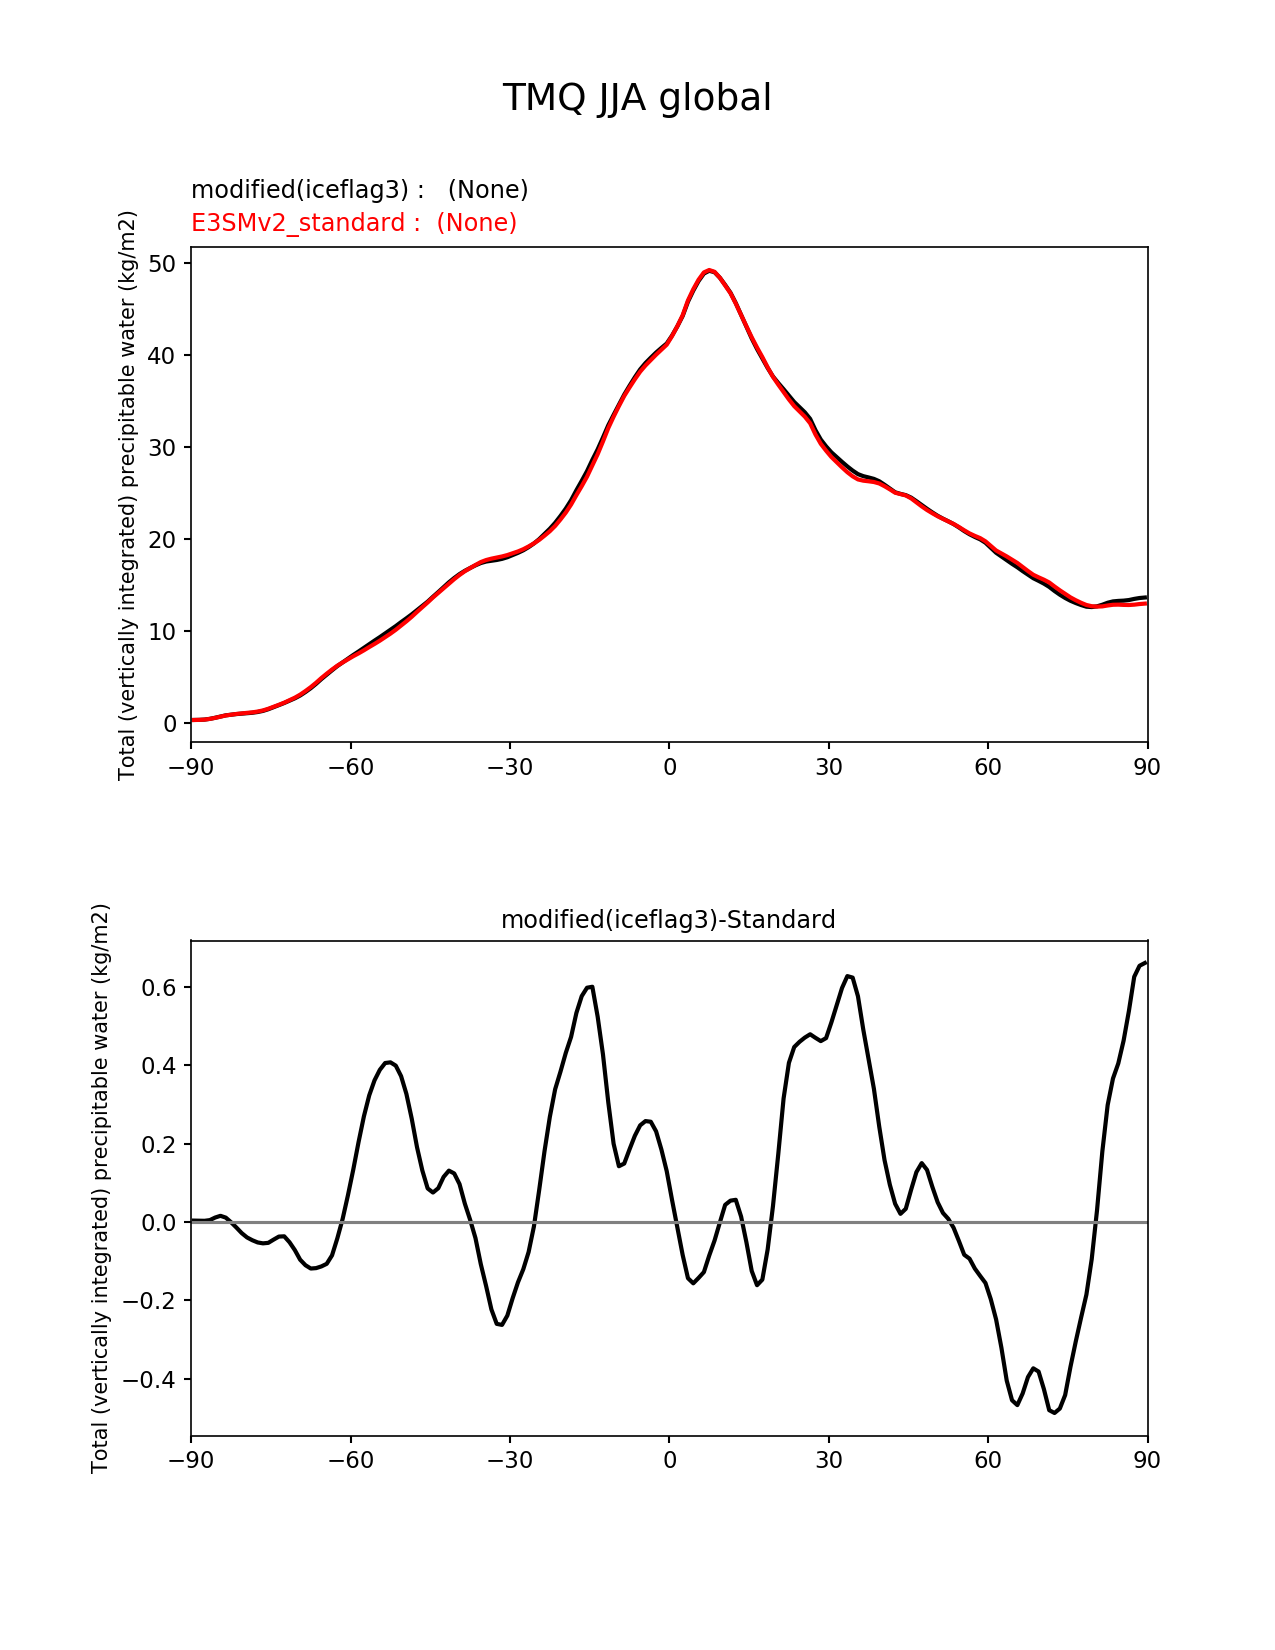 TMQ JJA global
modified(iceflag3) :   (None)
E3SMv2_standard :  (None)
Total (vertically integrated) precipitable water (kg/m2)
50
40
30
20
10
0
−90 −60 −30 0 30 60 90
modified(iceflag3)-Standard
Total (vertically integrated) precipitable water (kg/m2)
0.6
0.4
0.2
0.0
−0.2
−0.4
−90 −60 −30 0 30 60 90